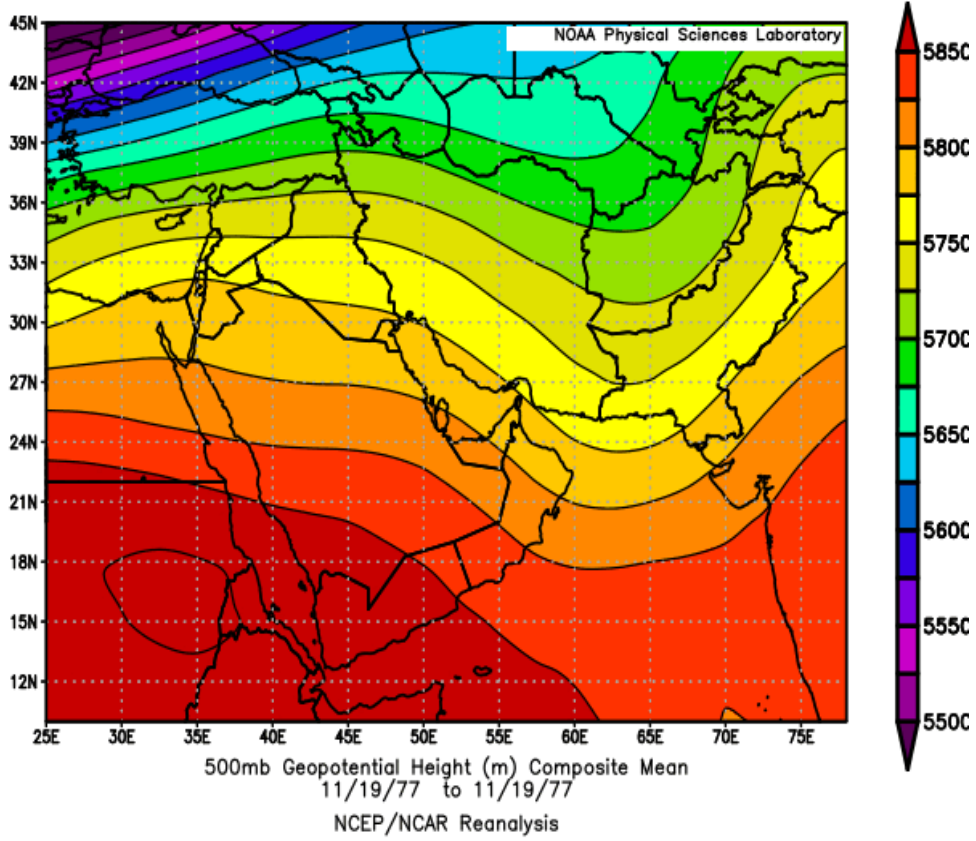 45N
NOAA Physical Sciences Laboratory
42N
39N
36N
33N
30N
27N
24N
21N
18N
15N
12N
25E 30E 35E 40E 45E 50E 55E 60E 65E 70E 75E
500mb Geopotential Height (m) Composite Mean
11/19/77 to 11/19/77
NCEP/NCAR Reanalysis
5850
5800
5750
5700
5650
5600
5550
5500